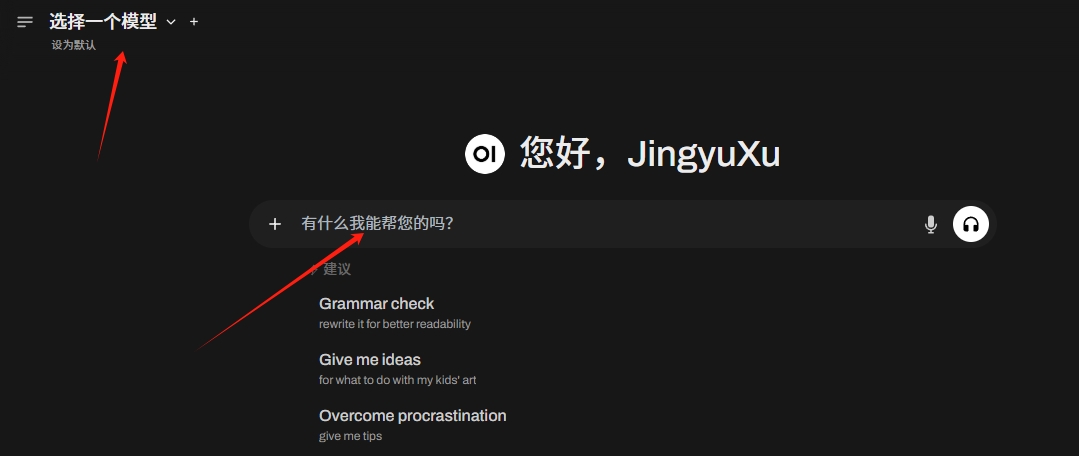 选择一个模型
设为默认
OI 您好，JingyuXu
有什么我能帮您的吗？
建议
Grammar check
rewrite it for better readability
Give me ideas
for what to do with my kids' art
Overcome procrastination
give me tips